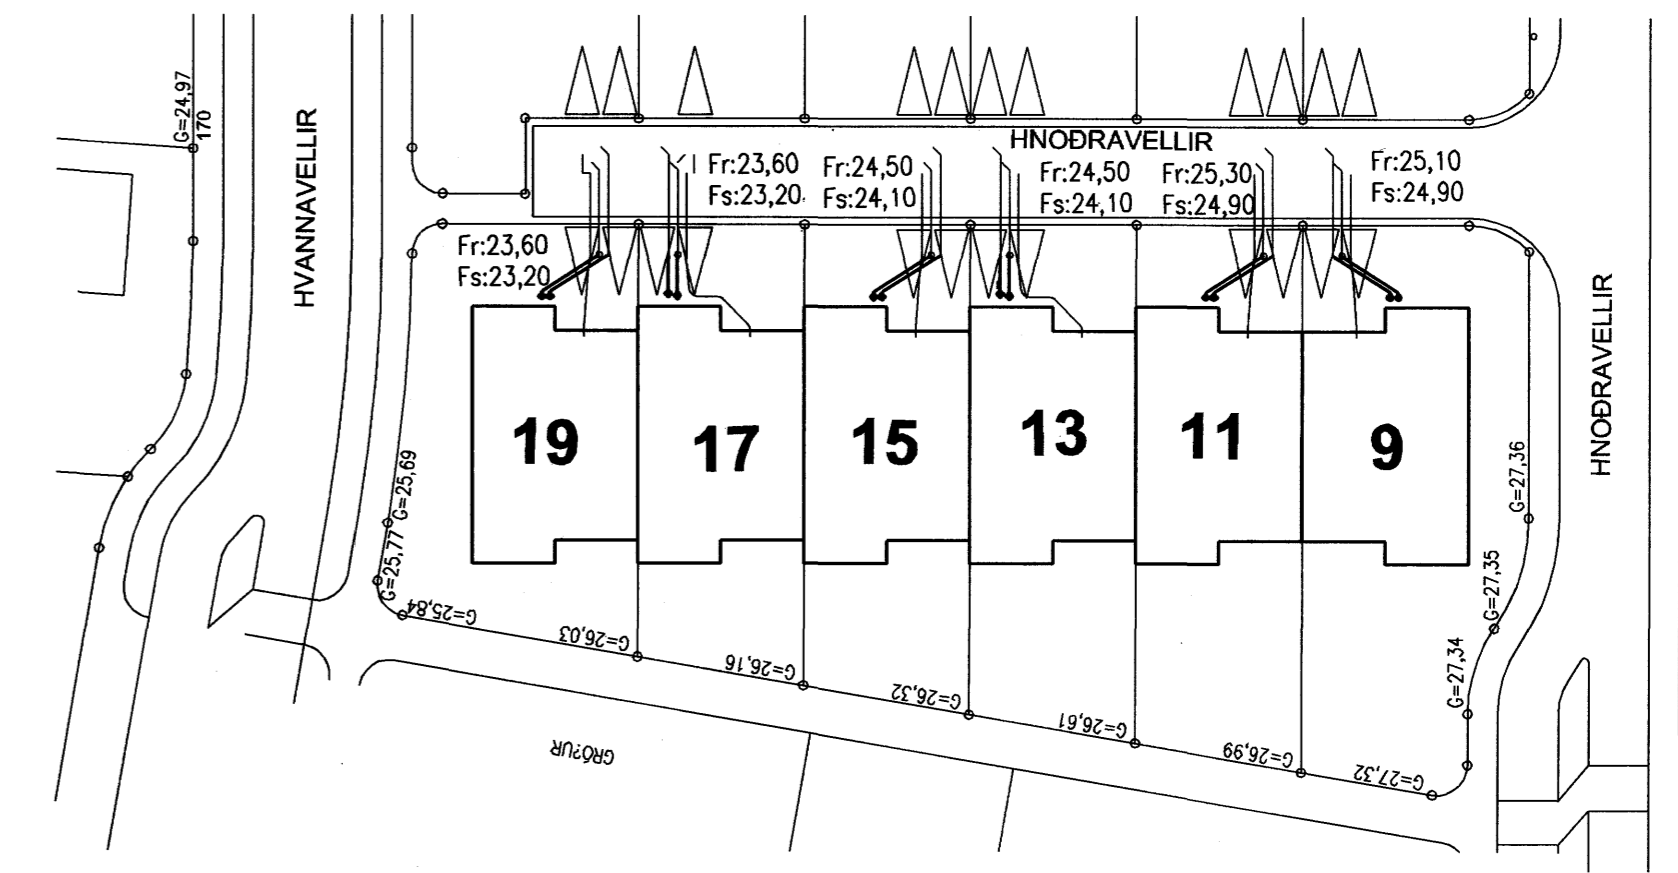 G=24,97
170
HVANNAVELLIR
HNOÐRAVELLIR
Fr:23,60
Fs:23,20
Fr:24,50
Fs:24,10
Fr:24,50
Fs:24,10
Fr:25,30
Fs:24,90
Fr:25,10
Fs:24,90
Fr:23,60
Fs:23,20
HNOÐRAVELLIR
19
17
15
13
11
9
G=25,69
G=25,77
G=25,84
G=26,03
G=26,16
G=26,32
G=26,61
G=26,99
G=27,32
G=27,34
G=27,35
G=27,36
GRÓ?UR